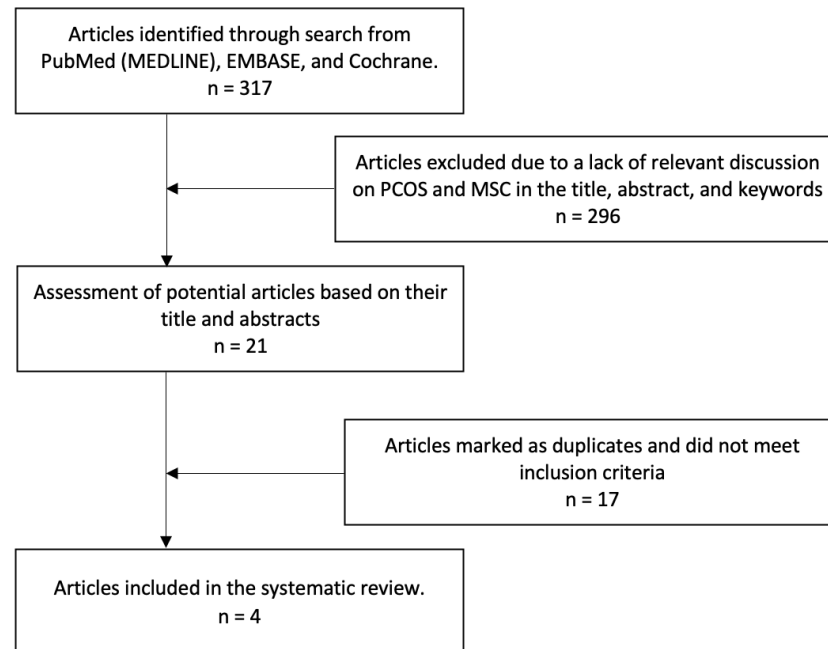 Articles identified through search from
PubMed (MEDLINE), EMBASE, and Cochrane.
n = 317
Articles excluded due to a lack of relevant discussion
on PCOS and MSC in the title, abstract, and keywords
n = 296
Assessment of potential articles based on their
title and abstracts
n = 21
Articles marked as duplicates and did not meet
inclusion criteria
n = 17
Articles included in the systematic review.
n = 4